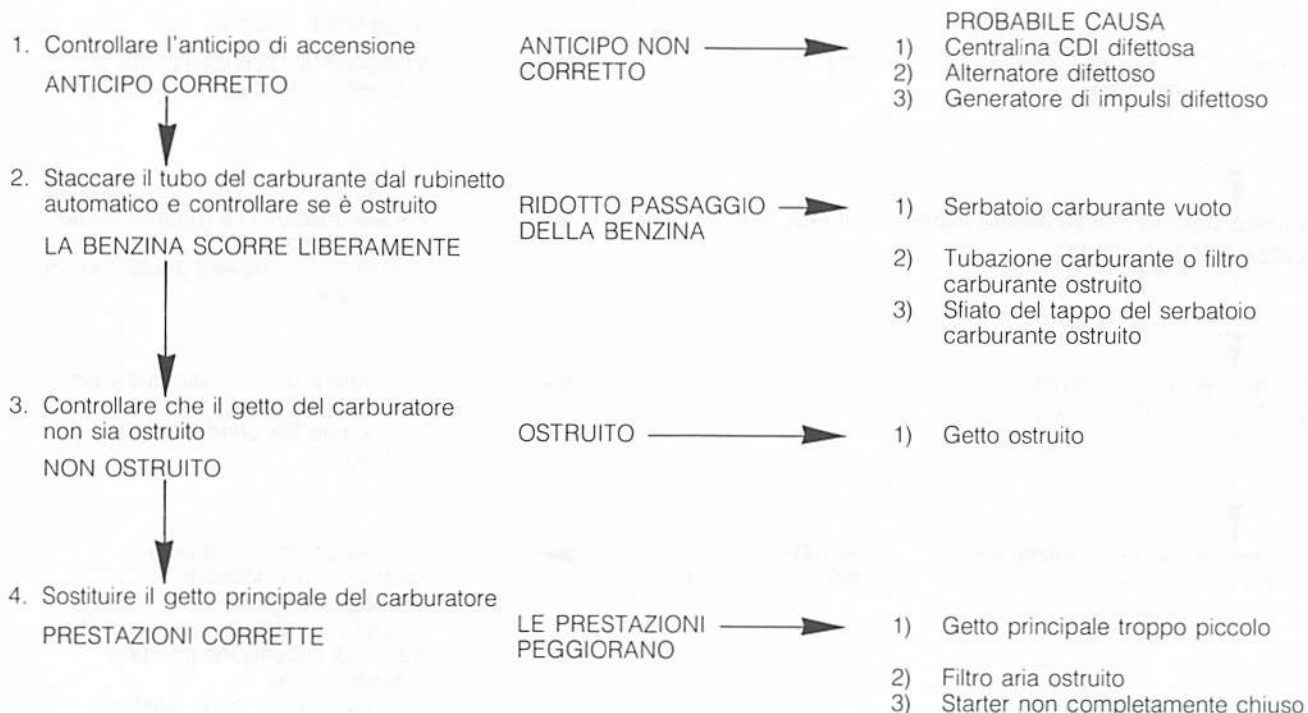 PROBABILE CAUSA
1. Controllare l'anticipo di accensione
ANTICIPO CORRETTO
ANTICIPO NON
CORRETTO
1) Centralina CDI difettosa
2) Alternatore difettoso
3) Generatore di impulsi difettoso
2. Staccare il tubo del carburante dal rubinetto
automatico e controllare se è ostruito
LA BENZINA SCORRE LIBERAMENTE
RIDOTTO PASSAGGIO
DELLA BENZINA
1) Serbatoio carburante vuoto
2) Tubazione carburante o filtro
carburante ostruito
3) Sfiato del tappo del serbatoio
carburante ostruito
3. Controllare che il getto del carburatore
non sia ostruito
NON OSTRUITO
OSTRUITO
1) Getto ostruito
4. Sostituire il getto principale del carburatore
PRESTAZIONI CORRETTE
LE PRESTAZIONI
PEGGIORANO
1) Getto principale troppo piccolo
2) Filtro aria ostruito
3) Starter non completamente chiuso